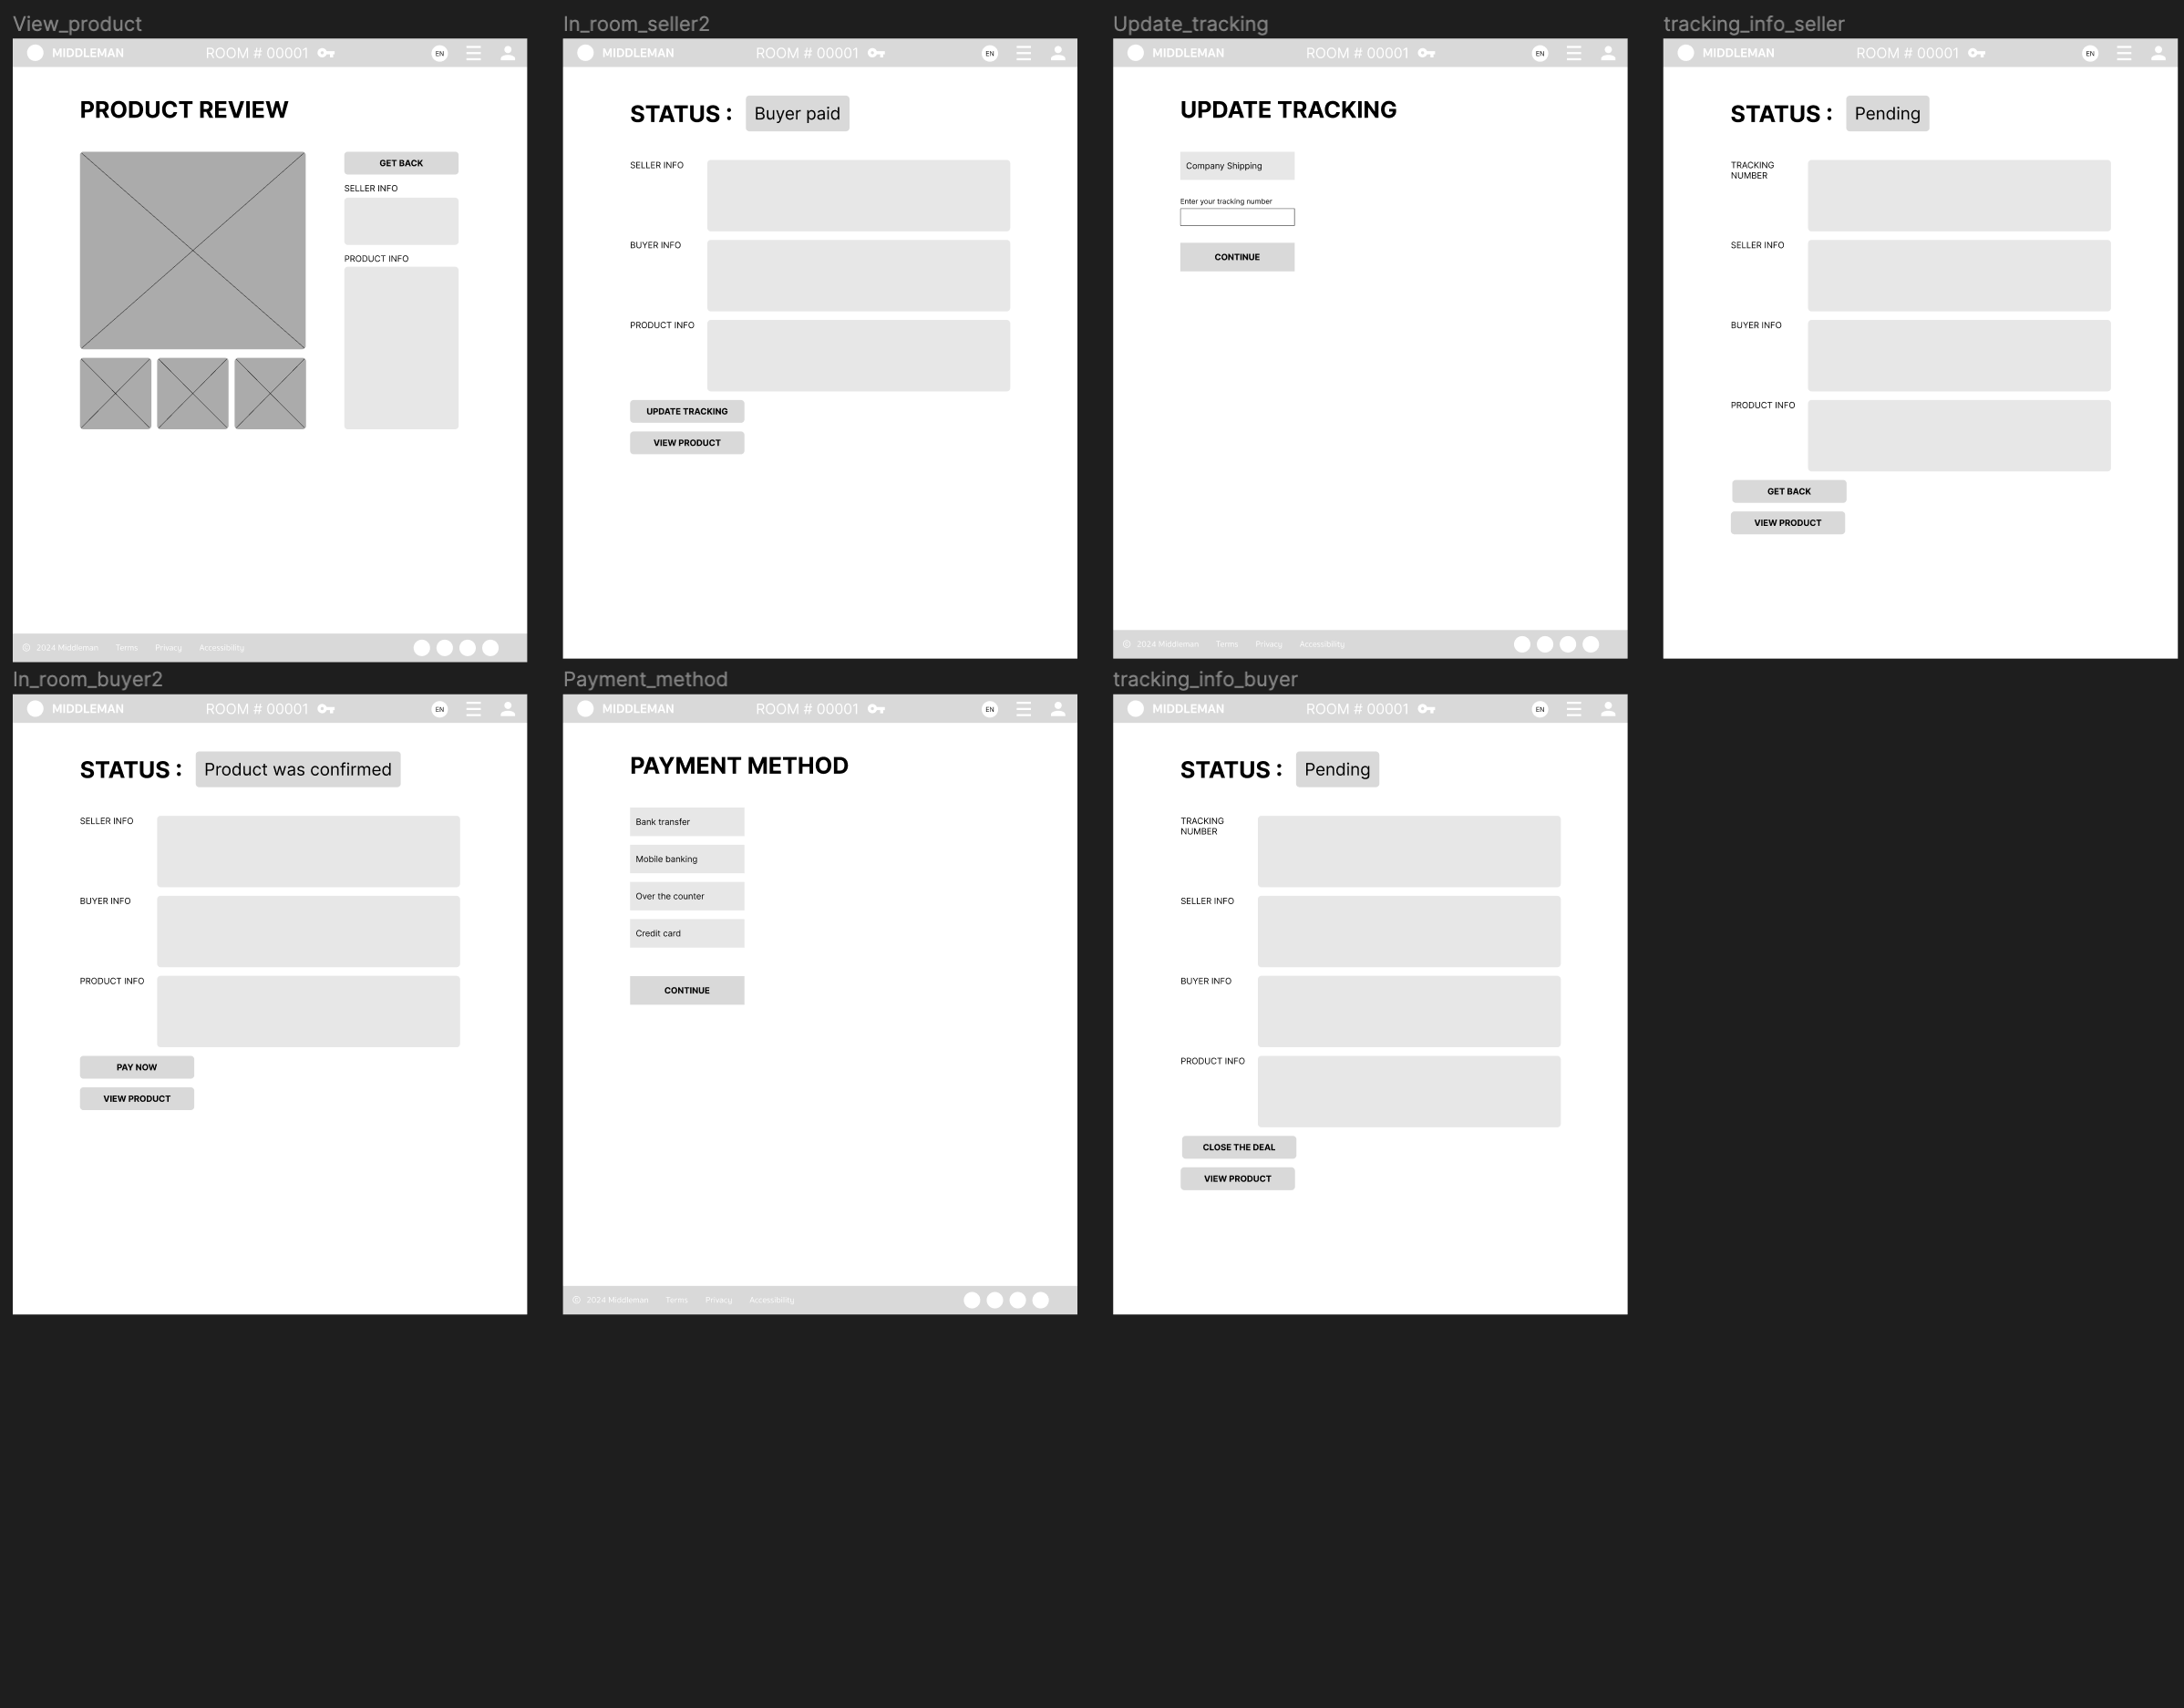 View_product
MIDDLEMAN
ROOM # 00001
EN
PRODUCT REVIEW
GET BACK
SELLER INFO
PRODUCT INFO
© 2024 Middleman Terms Privacy Accessibility
In_room_seller2
MIDDLEMAN
ROOM # 00001
EN
STATUS :
Buyer paid
SELLER INFO
BUYER INFO
PRODUCT INFO
UPDATE TRACKING
VIEW PRODUCT
Update_tracking
MIDDLEMAN
ROOM # 00001
EN
UPDATE TRACKING
Company Shipping
Enter your tracking number
CONTINUE
© 2024 Middleman Terms Privacy Accessibility
tracking_info_seller
MIDDLEMAN
ROOM # 00001
EN
STATUS :
Pending
TRACKING
NUMBER
SELLER INFO
BUYER INFO
PRODUCT INFO
GET BACK
VIEW PRODUCT
In_room_buyer2
MIDDLEMAN
ROOM # 00001
EN
STATUS :
Product was confirmed
SELLER INFO
BUYER INFO
PRODUCT INFO
PAY NOW
VIEW PRODUCT
Payment_method
MIDDLEMAN
ROOM # 00001
EN
PAYMENT METHOD
Bank transfer
Mobile banking
Over the counter
Credit card
CONTINUE
© 2024 Middleman Terms Privacy Accessibility
tracking_info_buyer
MIDDLEMAN
ROOM # 00001
EN
STATUS :
Pending
TRACKING
NUMBER
SELLER INFO
BUYER INFO
PRODUCT INFO
CLOSE THE DEAL
VIEW PRODUCT